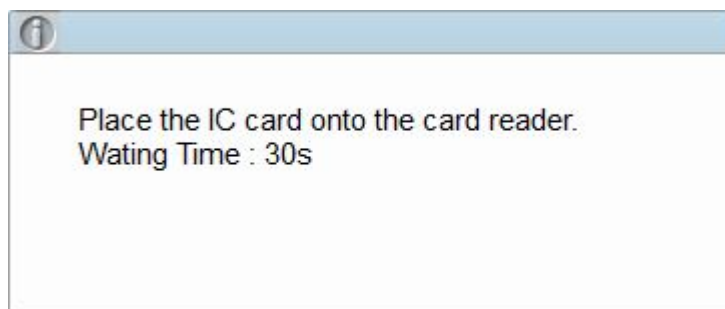 Place the IC card onto the card reader.
Wating Time : 30s